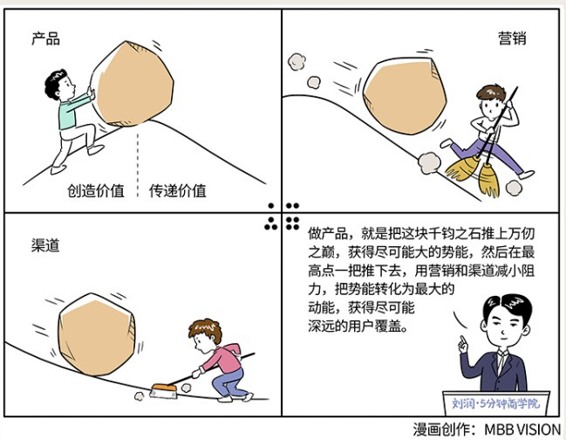 产品
创造价值 传递价值
营销
渠道
做产品，就是把这块千钧之石推上万仞
之巅，获得尽可能大的势能，然后在最
高点一把推下去，用营销和渠道减小阻
力，把势能转化为最大的
动能，获得尽可能
深远的用户覆盖。
刘润·5分钟商学院
漫画创作：MBB VISION